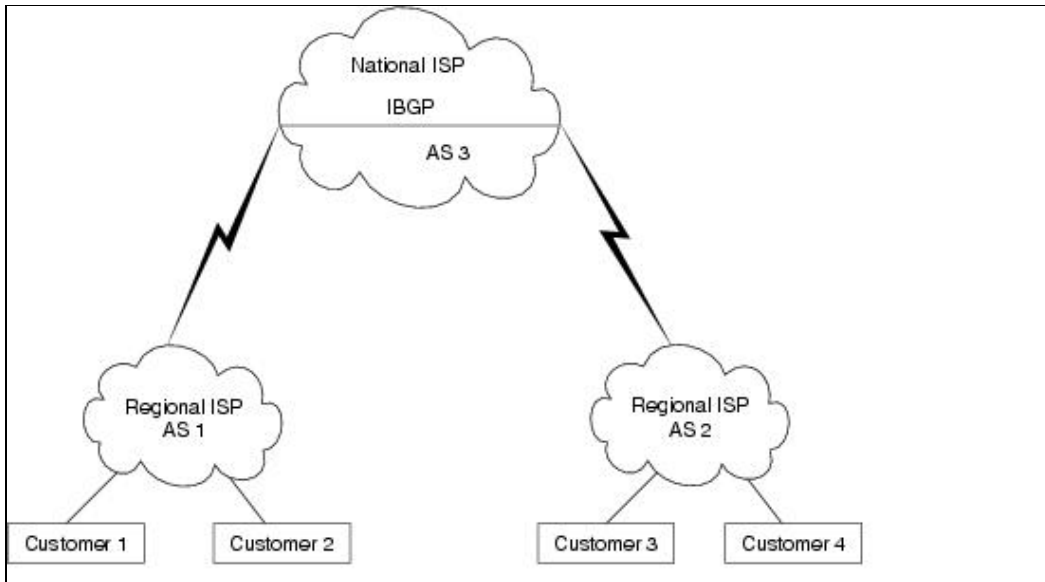 National ISP
IBGP
AS 3
Regional ISP
AS 1
Regional ISP
AS 2
Customer 1
Customer 2
Customer 3
Customer 4